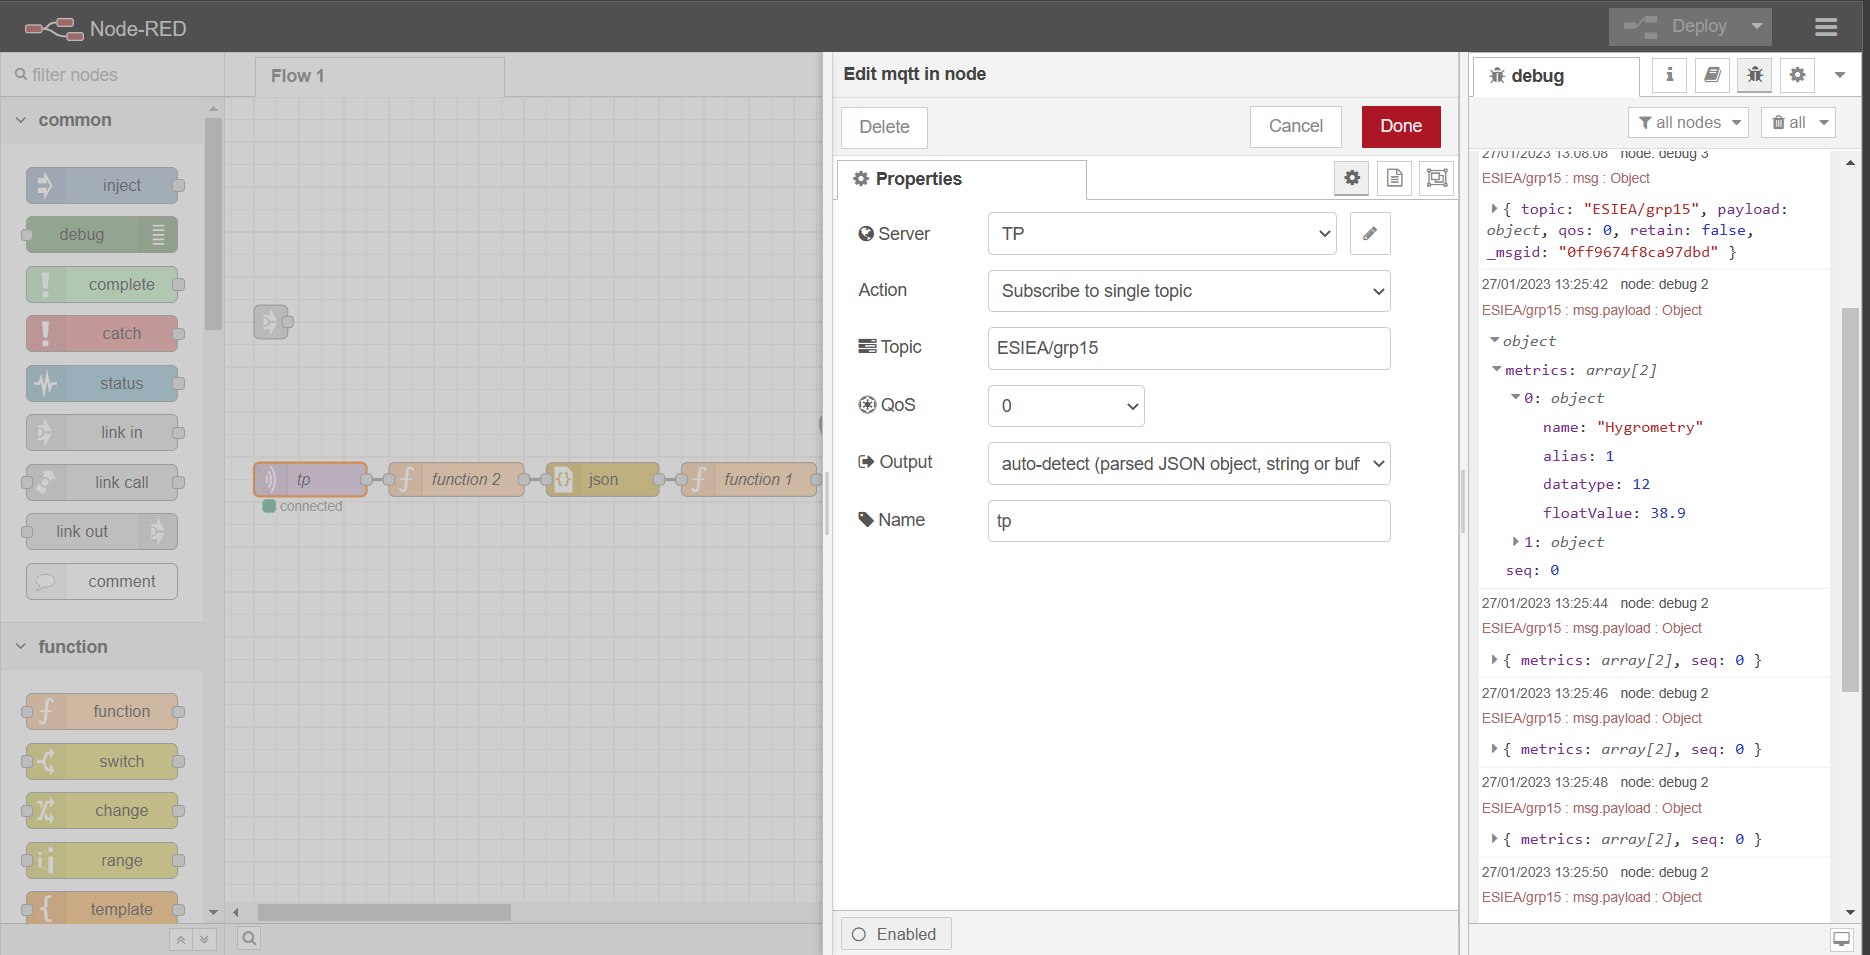 Node-RED
Deploy
filter nodes
Flow 1
common
inject
debug
complete
catch
status
link in
link call
link out
comment
function
function
switch
change
range
template
tp
connected
function 2
json
function 1
Edit mqtt in node
Delete
Cancel
Done
Properties
Server
TP
Action
Subscribe to single topic
Topic
ESIEA/grp15
QoS
0
Output
auto-detect (parsed JSON object, string or buf
Name
tp
Enabled
debug
all nodes
all
27/01/2023 13:08:08 node: debug 3
ESIEA/grp15 : msg : Object
{ topic: "ESIEA/grp15", payload:
object, qos: 0, retain: false,
_msgid: "0ff9674f8ca97dbd" }
27/01/2023 13:25:42 node: debug 2
ESIEA/grp15 : msg.payload : Object
object
metrics: array[2]
0: object
name: "Hygrometry"
alias: 1
datatype: 12
floatValue: 38.9
1: object
seq: 0
27/01/2023 13:25:44 node: debug 2
ESIEA/grp15 : msg.payload : Object
{ metrics: array[2], seq: 0 }
27/01/2023 13:25:46 node: debug 2
ESIEA/grp15 : msg.payload : Object
{ metrics: array[2], seq: 0 }
27/01/2023 13:25:48 node: debug 2
ESIEA/grp15 : msg.payload : Object
{ metrics: array[2], seq: 0 }
27/01/2023 13:25:50 node: debug 2
ESIEA/grp15 : msg.payload : Object